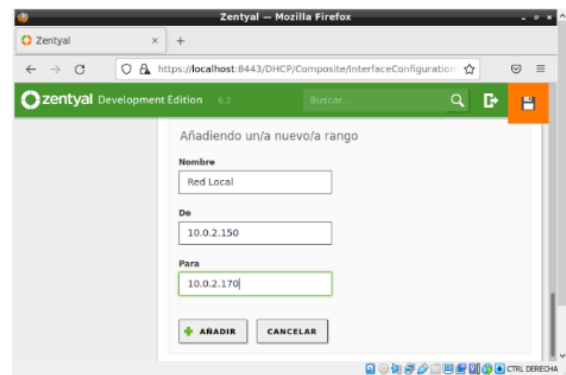 Zentyal — Mozilla Firefox
Zentyal
https://localhost:8443/DHCP/Composite/InterfaceConfiguration
zentyal Development Edition 6.2 Buscar...
Añadiendo un/a nuevo/a rango
Nombre
Red Local
De
10.0.2.150
Para
10.0.2.170
AÑADIR CANCELAR
CTRL DERECHA